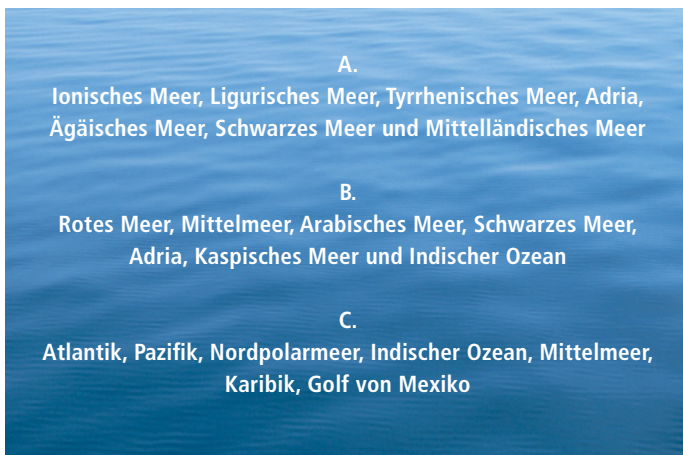 A.
Ionisches Meer, Ligurisches Meer, Tyrrhenisches Meer, Adria,
Ägäisches Meer, Schwarzes Meer und Mittelländisches Meer
B.
Rotes Meer, Mittelmeer, Arabisches Meer, Schwarzes Meer,
Adria, Kaspisches Meer und Indischer Ozean
C.
Atlantik, Pazifik, Nordpolarmeer, Indischer Ozean, Mittelmeer,
Karibik, Golf von Mexiko